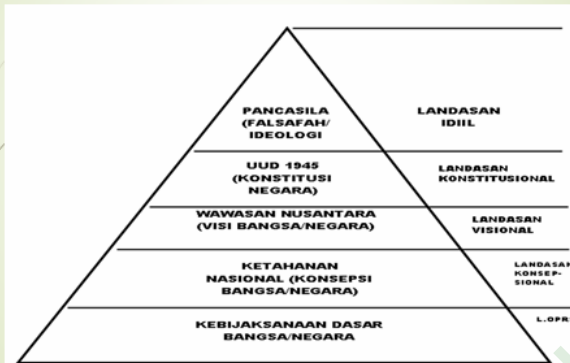 PANCASILA
(FALSAFAH/
IDEOLOGI
LANDASAN
IDIIL
UUD 1945
(KONSTITUSI
NEGARA)
LANDASAN
KONSTITUSIONAL
WAWASAN NUSANTARA
(VISI BANGSA/NEGARA)
LANDASAN
VISIONAL
KETAHANAN
NASIONAL (KONSEPSI
BANGSA/NEGARA)
LANDASAN
KONSEP-
SIONAL
KEBIJAKSANAAN DASAR
BANGSA/NEGARA
L.OPR